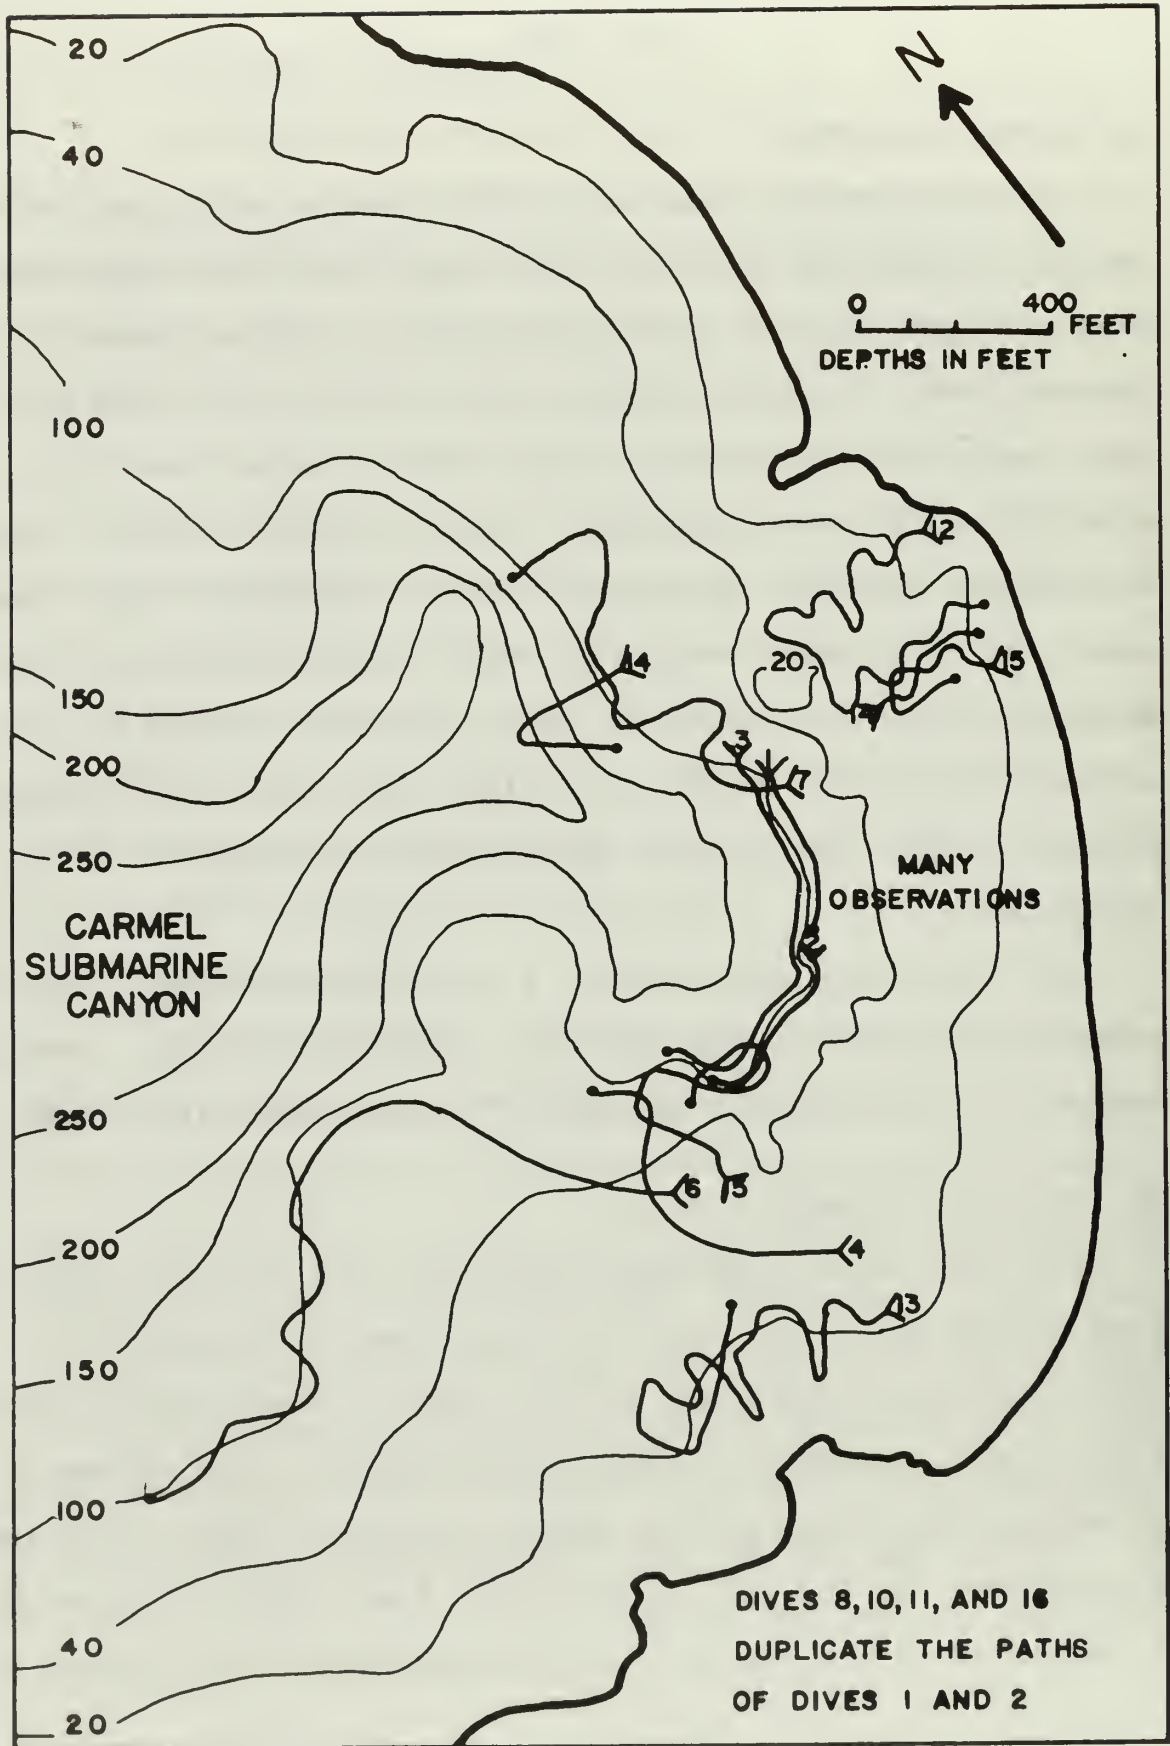 20
N
40
0 400
FEET
DEPTHS IN FEET
100
12
14
20
15
150
3
200
7
MANY
OBSERVATIONS
250
CARMEL
SUBMARINE
CANYON
2
250
6
5
4
200
13
150
100
DIVES 8, 10, 11, AND 16
DUPLICATE THE PATHS
OF DIVES 1 AND 2
40
20